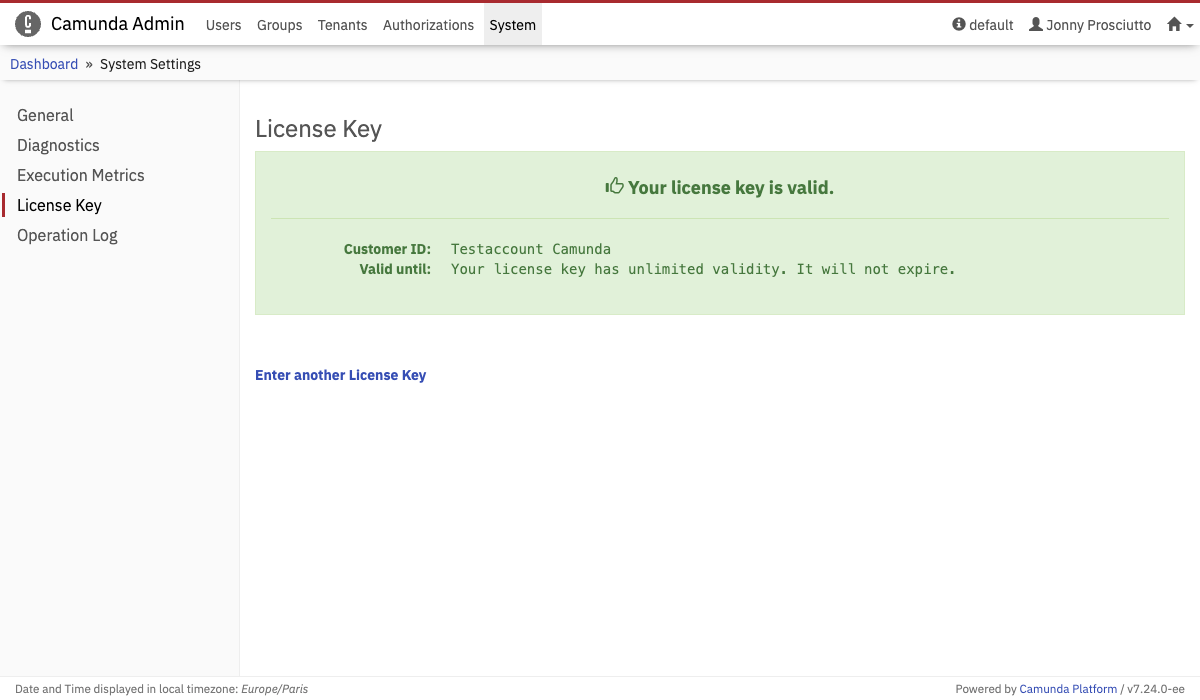 Camunda Admin Users Groups Tenants Authorizations System default Jonny Prosciutto
Dashboard » System Settings
General
Diagnostics
Execution Metrics
License Key
Operation Log
License Key
Your license key is valid.
Customer ID: Testaccount Camunda
Valid until: Your license key has unlimited validity. It will not expire.
Enter another License Key
Date and Time displayed in local timezone: Europe/Paris
Powered by Camunda Platform / v7.24.0-ee